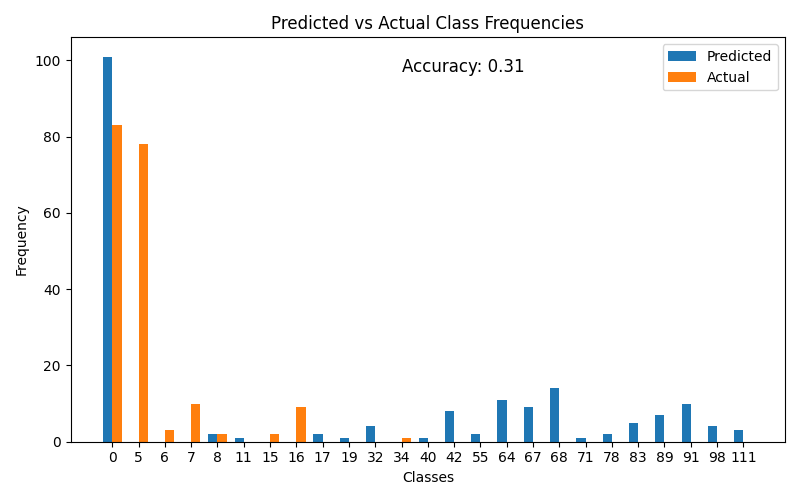 Predicted vs Actual Class Frequencies
Accuracy: 0.31
Predicted
Actual
Frequency
100
80
60
40
20
0
0 5 6 7 8 11 15 16 17 19 32 34 40 42 55 64 67 68 71 78 83 89 91 98 111
Classes